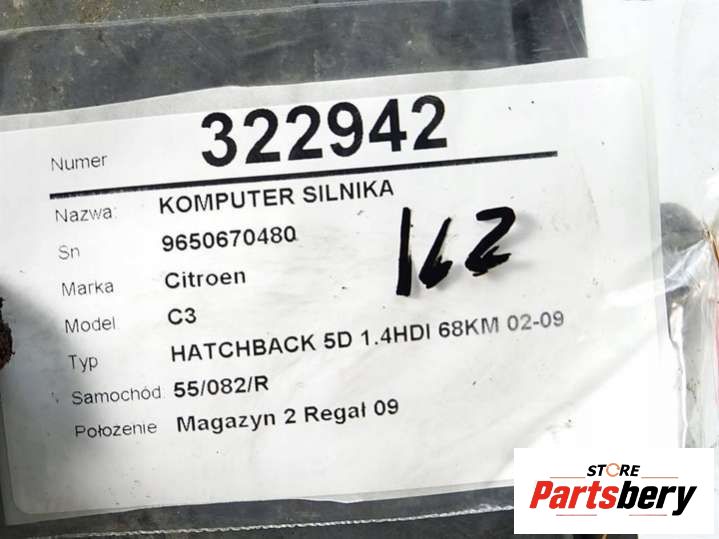 Numer 322942
Nazwa: KOMPUTER SILNIKA
Sn 9650670480
Marka Citroen
Model C3
Typ HATCHBACK 5D 1.4HDI 68KM 02-09
Samochód: 55/082/R
Położenie Magazyn 2 Regał 09
162
STORE
Partsbery